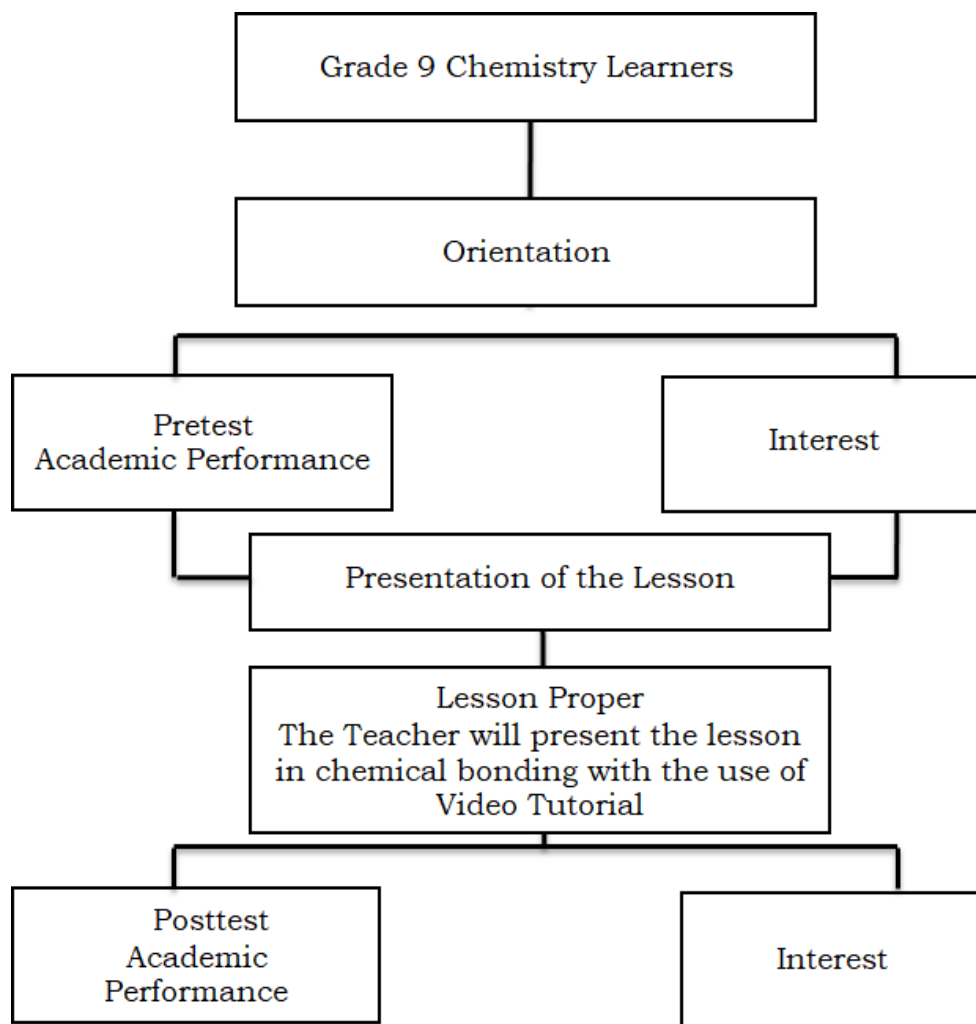 Grade 9 Chemistry Learners
Orientation
Pretest
Academic Performance
Interest
Presentation of the Lesson
Lesson Proper
The Teacher will present the lesson
in chemical bonding with the use of
Video Tutorial
Posttest
Academic
Performance
Interest